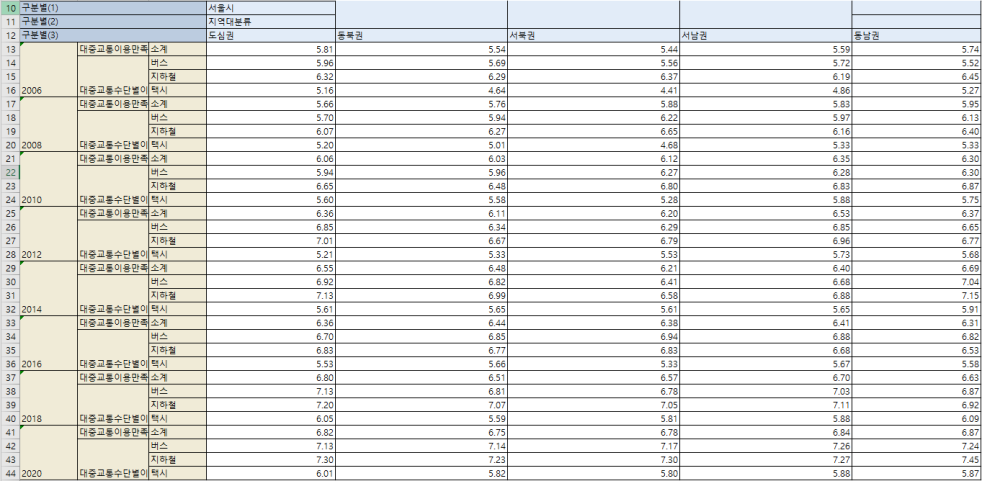 10 구분별(1) 서울시
11 구분별(2) 지역대분류
12 구분별(3) 도심권 동북권 서북권 서남권 동남권
13 대중교통이용만족 소계 5.81 5.54 5.44 5.59 5.74
14 버스 5.96 5.69 5.56 5.72 5.52
15 지하철 6.32 6.29 6.37 6.19 6.45
16 2006 대중교통수단별이 택시 5.16 4.64 4.41 4.86 5.27
17 대중교통이용만족 소계 5.66 5.76 5.88 5.83 5.95
18 버스 5.70 5.94 6.22 5.97 6.13
19 지하철 6.07 6.27 6.65 6.16 6.40
20 2008 대중교통수단별이 택시 5.20 5.01 4.68 5.33 5.33
21 대중교통이용만족 소계 6.06 6.03 6.12 6.35 6.30
22 버스 5.94 5.96 6.27 6.28 6.30
23 지하철 6.65 6.48 6.80 6.83 6.87
24 2010 대중교통수단별이 택시 5.60 5.58 5.28 5.88 5.75
25 대중교통이용만족 소계 6.36 6.11 6.20 6.53 6.37
26 버스 6.85 6.34 6.29 6.85 6.65
27 지하철 7.01 6.67 6.79 6.96 6.77
28 2012 대중교통수단별이 택시 5.21 5.33 5.53 5.73 5.68
29 대중교통이용만족 소계 6.55 6.48 6.21 6.40 6.69
30 버스 6.92 6.82 6.41 6.68 7.04
31 지하철 7.13 6.99 6.58 6.88 7.15
32 2014 대중교통수단별이 택시 5.61 5.65 5.61 5.65 5.91
33 대중교통이용만족 소계 6.36 6.44 6.38 6.41 6.31
34 버스 6.70 6.85 6.94 6.88 6.82
35 지하철 6.83 6.77 6.83 6.68 6.53
36 2016 대중교통수단별이 택시 5.53 5.66 5.33 5.67 5.58
37 대중교통이용만족 소계 6.80 6.51 6.57 6.70 6.63
38 버스 7.13 6.81 6.78 7.03 6.87
39 지하철 7.20 7.07 7.05 7.11 6.92
40 2018 대중교통수단별이 택시 6.05 5.59 5.81 5.88 6.09
41 대중교통이용만족 소계 6.82 6.75 6.78 6.84 6.87
42 버스 7.13 7.14 7.17 7.26 7.24
43 지하철 7.30 7.23 7.30 7.27 7.45
44 2020 대중교통수단별이 택시 6.01 5.82 5.80 5.88 5.87